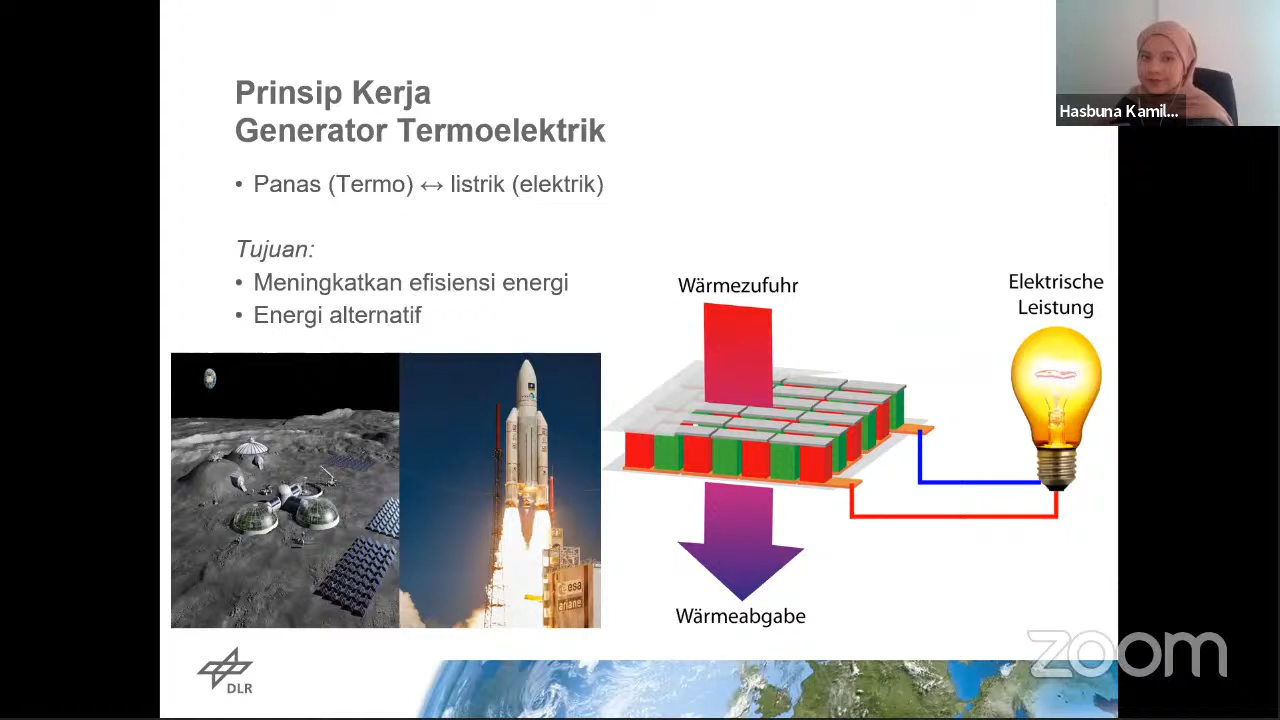 Prinsip Kerja
Generator Termoelektrik
• Panas (Termo) ↔ listrik (elektrik)
Tujuan:
• Meningkatkan efisiensi energi
• Energi alternatif
Wärmezufuhr
Elektrische
Leistung
Wärmeabgabe
esa
ariane
DLR
Hasbuna Kamil...
zoom